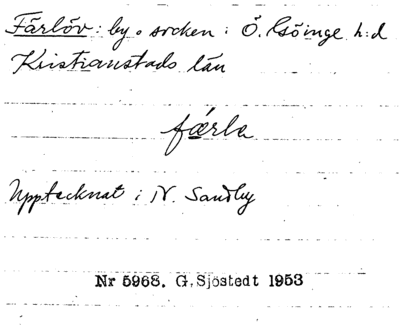 Färlöv : by o socken i Ö. Göinge h:d
Kristianstads län
færla
Upptecknat i N. Sandby
Nr 5968. G. Sjöstedt 1953